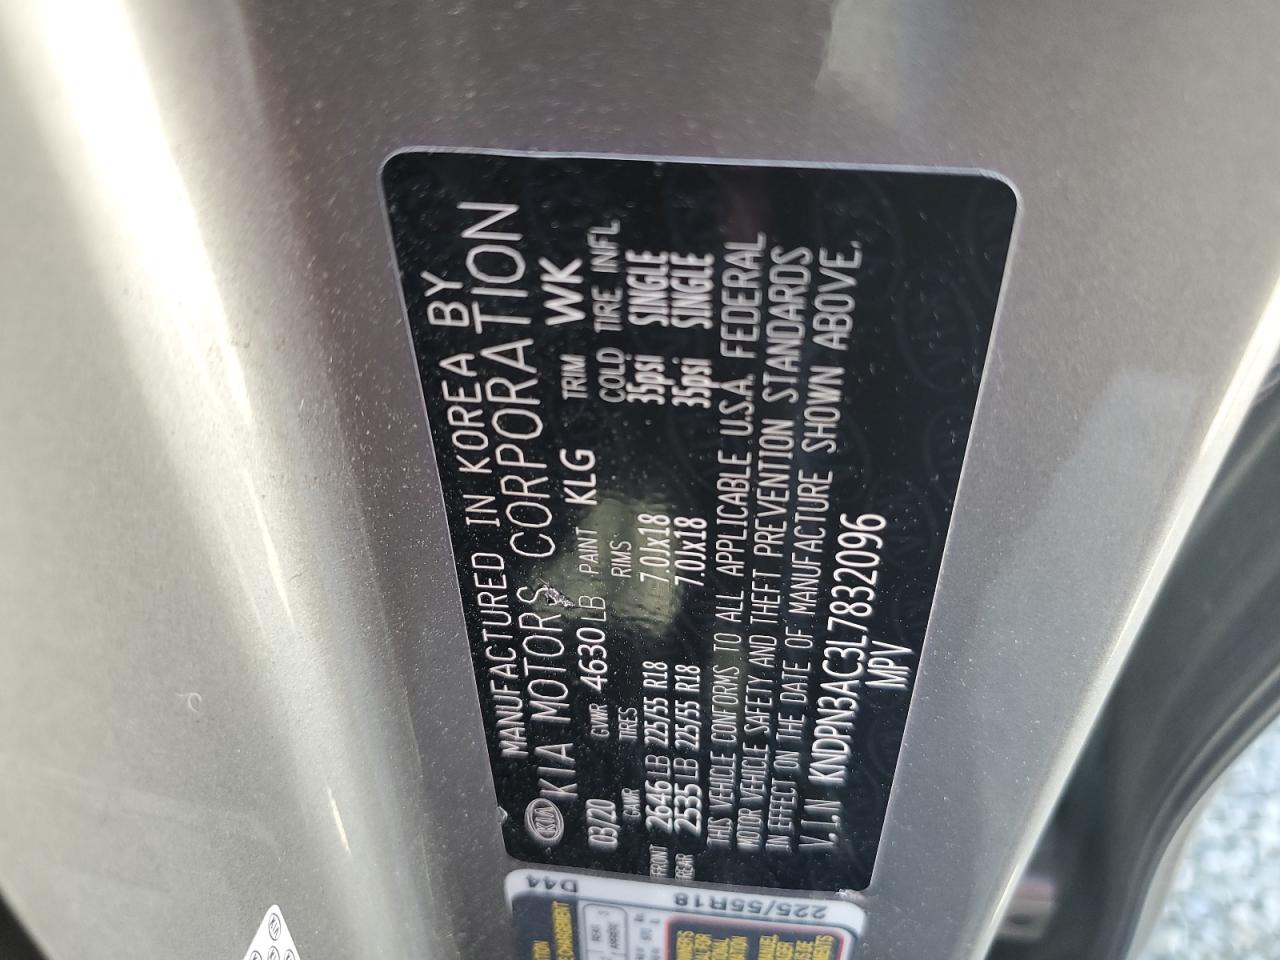 MANUFACTURED IN KOREA BY
KIA KIA MOTORS CORPORATION
03/20 GVWR 4630 LB PAINT KLG TRIM WK
GAWR TIRES RIMS COLD TIRE INFL
FRONT 2646 LB 225/55 R18 7.0Jx18 35psi SINGLE
REAR 2535 LB 225/55 R18 7.0Jx18 35psi SINGLE
THIS VEHICLE CONFORMS TO ALL APPLICABLE U.S.A. FEDERAL
MOTOR VEHICLE SAFETY AND THEFT PREVENTION STANDARDS
IN EFFECT ON THE DATE OF MANUFACTURE SHOWN ABOVE.
V.I.N KNDPN3AC3L7832096
MPV
D44
225/55R18